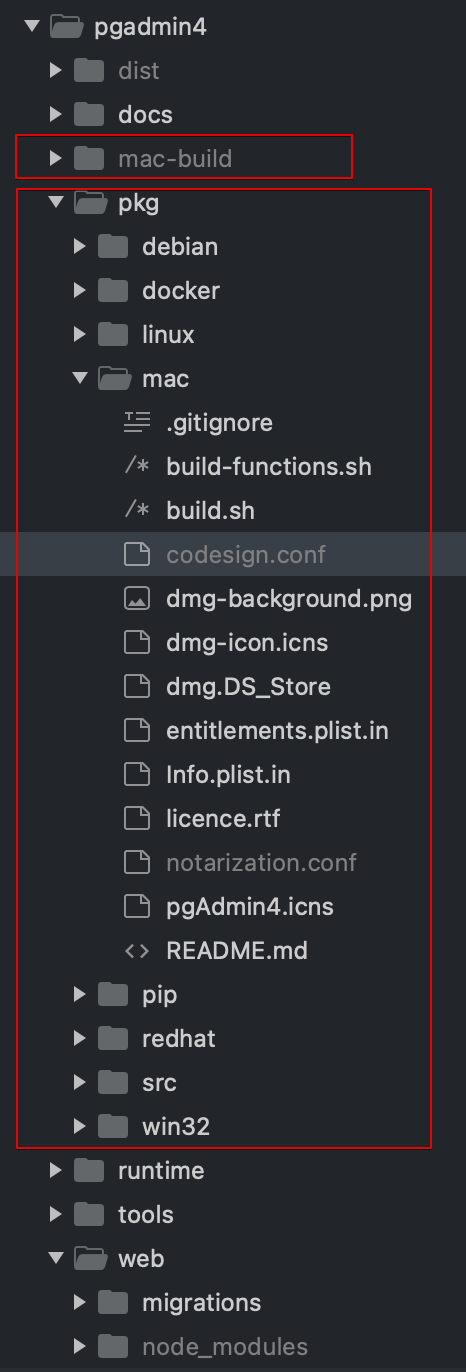 pgadmin4
dist
docs
mac-build
pkg
debian
docker
linux
mac
.gitignore
build-functions.sh
build.sh
codesign.conf
dmg-background.png
dmg-icon.icns
dmg.DS_Store
entitlements.plist.in
Info.plist.in
licence.rtf
notarization.conf
pgAdmin4.icns
README.md
pip
redhat
src
win32
runtime
tools
web
migrations
node_modules